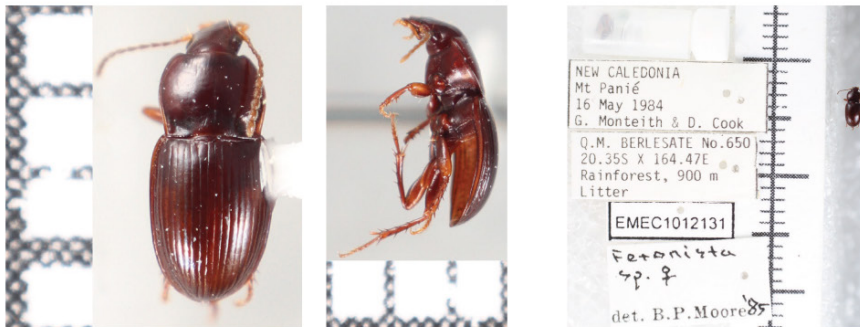 NEW CALEDONIA
Mt Panié
16 May 1984
G. Monteith & D. Cook
Q.M. BERLESATE No.650
20.35S X 164.47E
Rainforest, 900 m
Litter
EMEC1012131
Feronista
sp. ♀
det. B.P.Moore'85